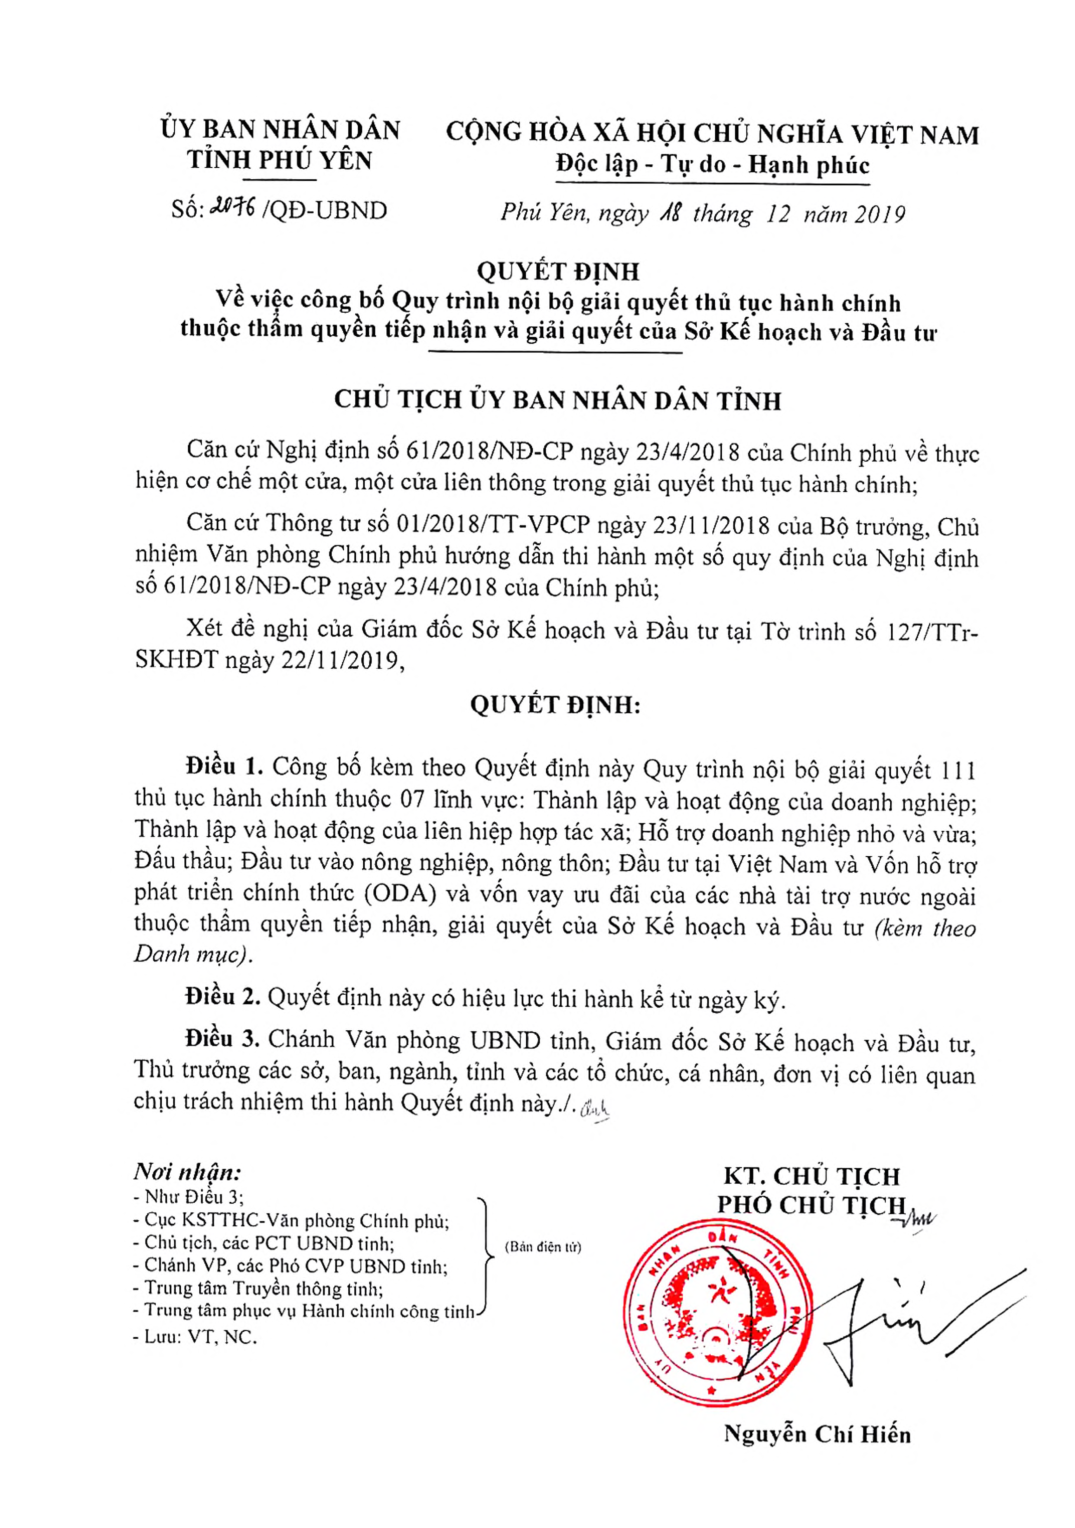 ỦY BAN NHÂN DÂN
TỈNH PHÚ YÊN
CỘNG HÒA XÃ HỘI CHỦ NGHĨA VIỆT NAM
Độc lập - Tự do - Hạnh phúc
Số: 2076 /QĐ-UBND
Phú Yên, ngày 18 tháng 12 năm 2019
QUYẾT ĐỊNH
Về việc công bố Quy trình nội bộ giải quyết thủ tục hành chính
thuộc thẩm quyền tiếp nhận và giải quyết của Sở Kế hoạch và Đầu tư
CHỦ TỊCH ỦY BAN NHÂN DÂN TỈNH
Căn cứ Nghị định số 61/2018/NĐ-CP ngày 23/4/2018 của Chính phủ về thực
hiện cơ chế một cửa, một cửa liên thông trong giải quyết thủ tục hành chính;
Căn cứ Thông tư số 01/2018/TT-VPCP ngày 23/11/2018 của Bộ trưởng, Chủ
nhiệm Văn phòng Chính phủ hướng dẫn thi hành một số quy định của Nghị định
số 61/2018/NĐ-CP ngày 23/4/2018 của Chính phủ;
Xét đề nghị của Giám đốc Sở Kế hoạch và Đầu tư tại Tờ trình số 127/TTr-
SKHĐT ngày 22/11/2019,
QUYẾT ĐỊNH:
Điều 1. Công bố kèm theo Quyết định này Quy trình nội bộ giải quyết 111
thủ tục hành chính thuộc 07 lĩnh vực: Thành lập và hoạt động của doanh nghiệp;
Thành lập và hoạt động của liên hiệp hợp tác xã; Hỗ trợ doanh nghiệp nhỏ và vừa;
Đấu thầu; Đầu tư vào nông nghiệp, nông thôn; Đầu tư tại Việt Nam và Vốn hỗ trợ
phát triển chính thức (ODA) và vốn vay ưu đãi của các nhà tài trợ nước ngoài
thuộc thẩm quyền tiếp nhận, giải quyết của Sở Kế hoạch và Đầu tư (kèm theo
Danh mục).
Điều 2. Quyết định này có hiệu lực thi hành kể từ ngày ký.
Điều 3. Chánh Văn phòng UBND tỉnh, Giám đốc Sở Kế hoạch và Đầu tư,
Thủ trưởng các sở, ban, ngành, tỉnh và các tổ chức, cá nhân, đơn vị có liên quan
chịu trách nhiệm thi hành Quyết định này./.
Nơi nhận:
- Như Điều 3;
- Cục KSTTHC-Văn phòng Chính phủ;
- Chủ tịch, các PCT UBND tỉnh;
- Chánh VP, các Phó CVP UBND tỉnh;
- Trung tâm Truyền thông tỉnh;
- Trung tâm phục vụ Hành chính công tỉnh
- Lưu: VT, NC.
(Bản điện tử)
KT. CHỦ TỊCH
PHÓ CHỦ TỊCH
ỦY BAN NHÂN DÂN TỈNH PHÚ YÊN
Nguyễn Chí Hiến